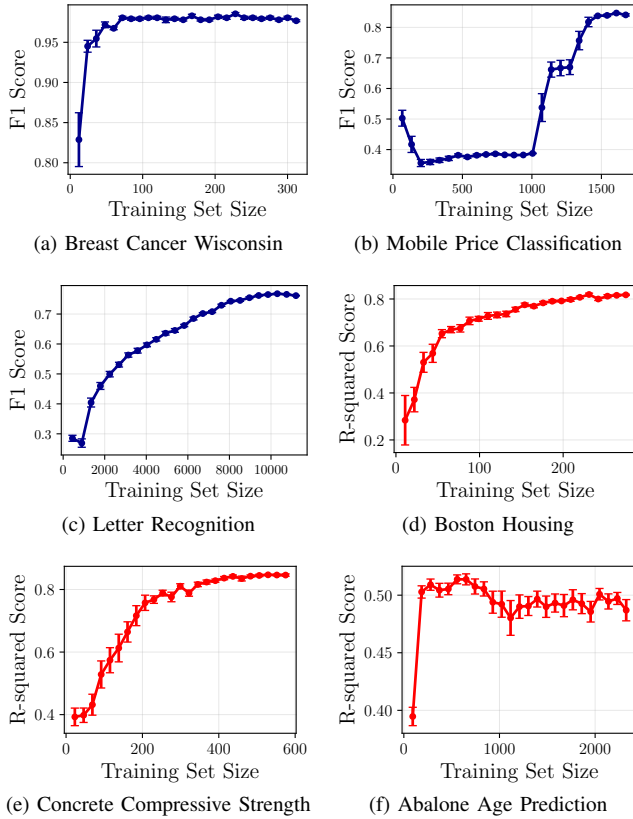 0.95
0.90
0.85
0.80
0 100 200 300
F1 Score
Training Set Size
(a) Breast Cancer Wisconsin
0.8
0.6
0.4
0 500 1000 1500
F1 Score
Training Set Size
(b) Mobile Price Classification
0.7
0.6
0.5
0.4
0.3
0 2000 4000 6000 8000 10000
F1 Score
Training Set Size
(c) Letter Recognition
0.8
0.6
0.4
0.2
0 100 200
R-squared Score
Training Set Size
(d) Boston Housing
0.8
0.6
0.4
0 200 400 600
R-squared Score
Training Set Size
(e) Concrete Compressive Strength
0.50
0.45
0.40
0 1000 2000
R-squared Score
Training Set Size
(f) Abalone Age Prediction